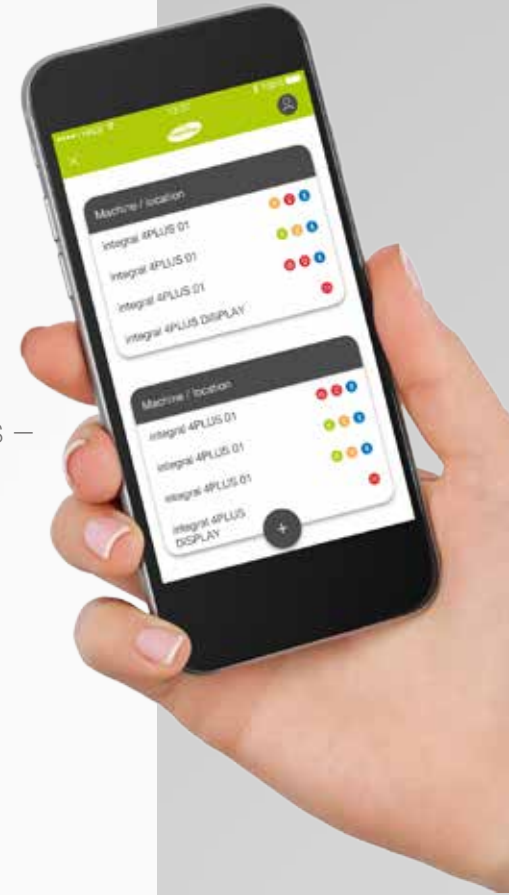 S –
Machine / location
integral 4PLUS 01
integral 4PLUS 01
integral 4PLUS 01
integral 4PLUS DISPLAY
Machine / location
integral 4PLUS 01
integral 4PLUS 01
integral 4PLUS 01
integral 4PLUS
DISPLAY
+